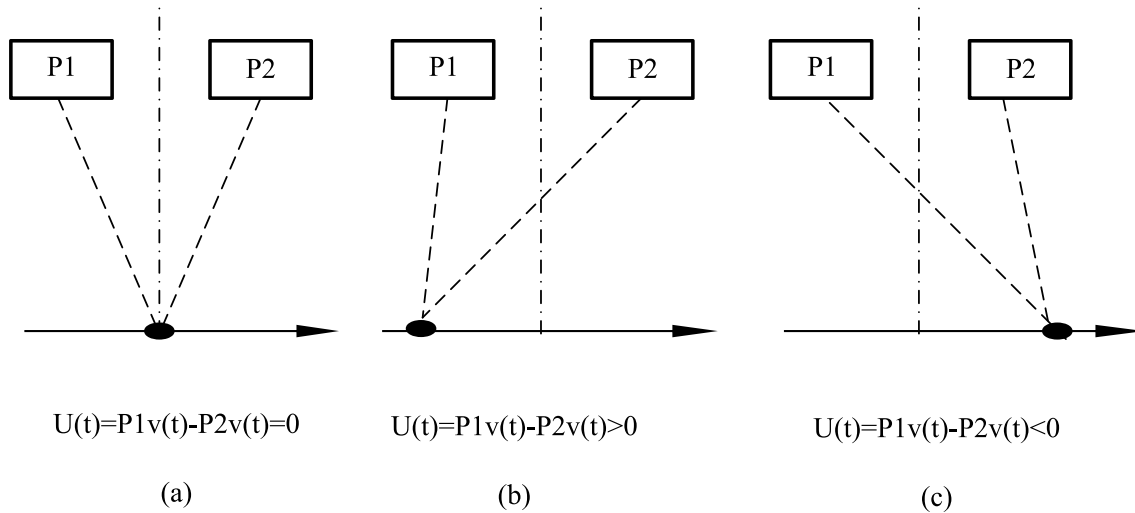 P1 P2 P1 P2 P1 P2
U(t)=P1v(t)-P2v(t)=0 U(t)=P1v(t)-P2v(t)>0 U(t)=P1v(t)-P2v(t)<0
(a) (b) (c)